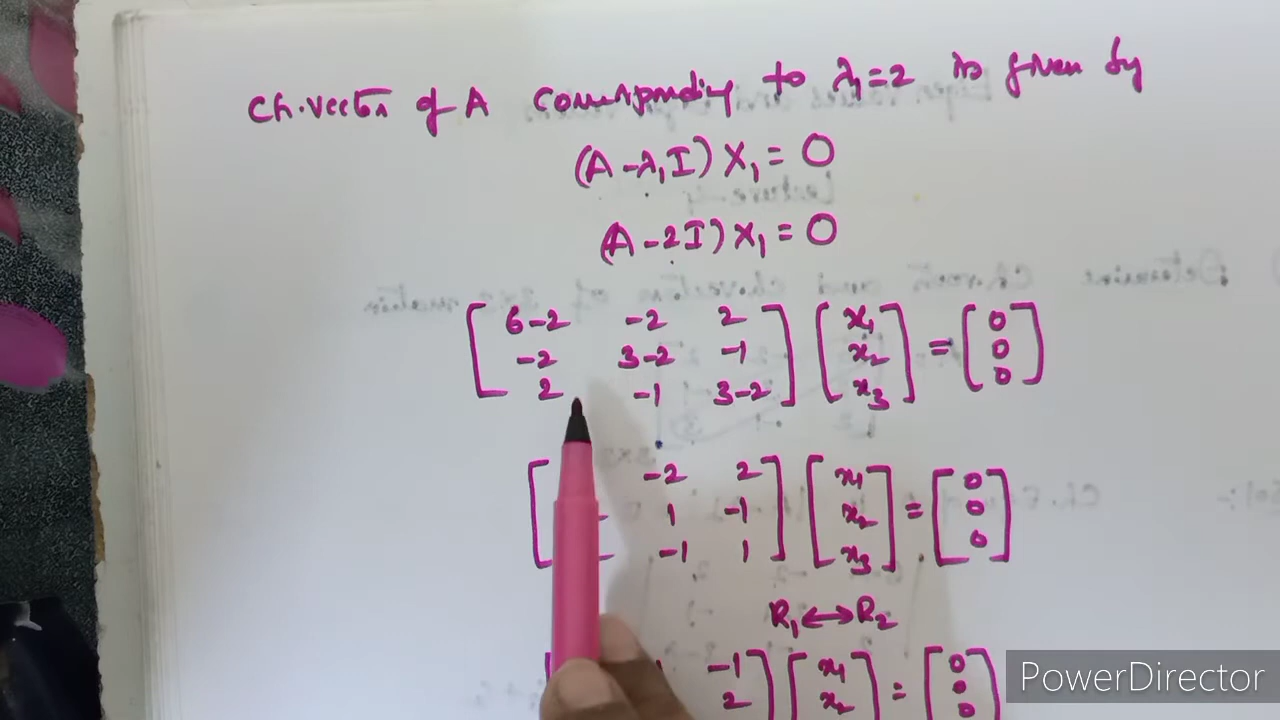 Ch.vector of A corresponding to λ₁=2 is given by
(A-λ₁I)X₁=0
(A-2I)X₁=0
[6-2 -2 2] [x₁] = [0]
[-2 3-2 -1] [x₂] [0]
[2 -1 3-2] [x₃] [0]
[-2 2] [x₁] = [0]
[1 -1] [x₂] [0]
[-1 1] [x₃] [0]
R₁↔R₂
[-1] [x₁] = [0]
[2] [x₂] [0]
[0]
PowerDirector